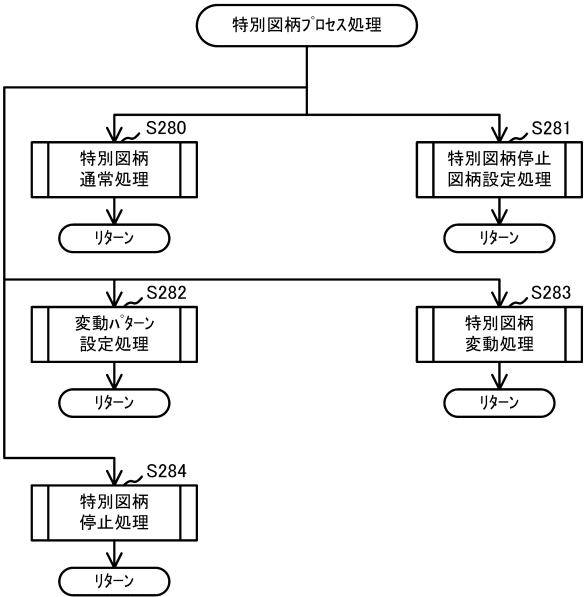 特別図柄プロセス処理
S280
特別図柄
通常処理
リターン
S281
特別図柄停止
図柄設定処理
リターン
S282
変動パターン
設定処理
リターン
S283
特別図柄
変動処理
リターン
S284
特別図柄
停止処理
リターン